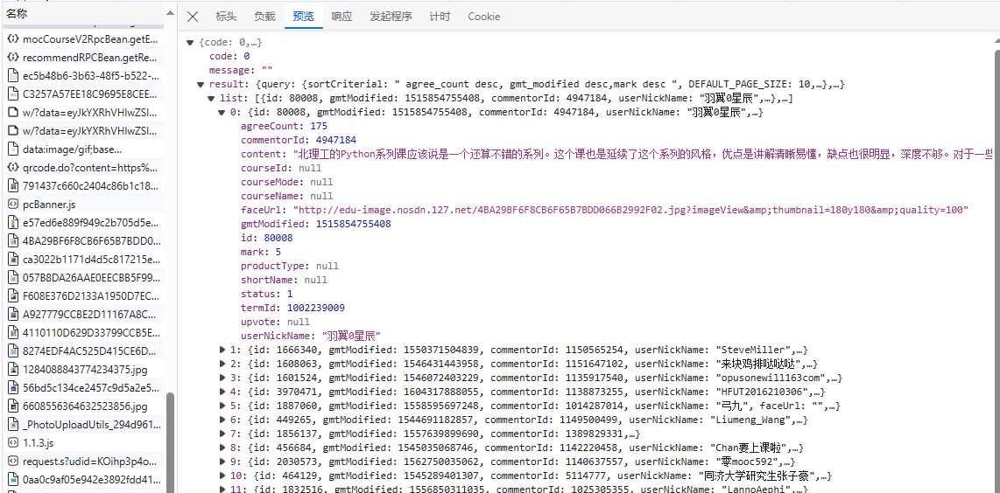 名称
标头 负载 预览 响应 发起程序 计时 Cookie
mocCourseV2RpcBean.getE...
recommendRPCBean.getRe...
ec5b48b6-3b63-48f5-b522-...
C3257A57EE18C9695E8CEE...
w/?data=eyJkYXRhVHlwZSI...
w/?data=eyJkYXRhVHlwZSI...
data:image/gif;base...
qrcode.do?content=https%...
791437c660c2404c86b1c18...
pcBanner.js
e57ed6e889f949c2b705d5e...
4BA29BF6F8CB6F65B7BDD0...
ca3022b1171d4d5c817215e...
057B8DA26AAE0EECBB5F99...
F608E376D2133A1950D7EC...
A927779CCBE2D11167A8C...
4110110D629D33799CCB5E...
8274EDF4AC525D415CE6D...
1284088843774234375.jpg
56bd5c134ce2457c9d5a2e5...
6608556364632523856.jpg
_PhotoUploadUtils_294d961...
1.1.3.js
request.s?udid=KOihp3p4o...
0aa0c9af05e942e3892fdd41...
{code: 0,…}
code: 0
message: ""
result: {query: {sortCriterial: " agree_count desc, gmt_modified desc,mark desc ", DEFAULT_PAGE_SIZE: 10,…},…}
list: [{id: 80008, gmtModified: 1515854755408, commentorId: 4947184, userNickName: "羽翼0星辰",…},…]
0: {id: 80008, gmtModified: 1515854755408, commentorId: 4947184, userNickName: "羽翼0星辰",…}
agreeCount: 175
commentorId: 4947184
content: "北理工的Python系列课应该说是一个还算不错的系列。这个课也是延续了这个系列的风格，优点是讲解清晰易懂，缺点也很明显，深度不够。对于一些
courseId: null
courseMode: null
courseName: null
faceUrl: "http://edu-image.nosdn.127.net/4BA29BF6F8CB6F65B7BDD066B2992F02.jpg?imageView&amp;thumbnail=180y180&amp;quality=100"
gmtModified: 1515854755408
id: 80008
mark: 5
productType: null
shortName: null
status: 1
termId: 1002239009
upvote: null
userNickName: "羽翼0星辰"
1: {id: 1666340, gmtModified: 1550371504839, commentorId: 1150565254, userNickName: "SteveMiller",…}
2: {id: 1608063, gmtModified: 1546431443958, commentorId: 1151647102, userNickName: "来块鸡排哒哒哒",…}
3: {id: 1601524, gmtModified: 1546072403229, commentorId: 1135917540, userNickName: "opusonewill163com",…}
4: {id: 3970471, gmtModified: 1604317888055, commentorId: 1138873255, userNickName: "HFUT2016210306",…}
5: {id: 1887060, gmtModified: 1558595697248, commentorId: 1014287014, userNickName: "弓九", faceUrl: "",…}
6: {id: 449265, gmtModified: 1544691182857, commentorId: 1149500499, userNickName: "Liumeng_Wang",…}
7: {id: 1856137, gmtModified: 1557639899690, commentorId: 1389829331,…}
8: {id: 456684, gmtModified: 1545035068746, commentorId: 1142220458, userNickName: "Chan要上课啦",…}
9: {id: 2030573, gmtModified: 1562750035062, commentorId: 1140637557, userNickName: "零mooc592",…}
10: {id: 464129, gmtModified: 1545289401307, commentorId: 5114777, userNickName: "同济大学研究生张子豪",…}
11: {id: 1832516, gmtModified: 1556850311035, commentorId: 1025305355, userNickName: "LannoAephi",…}